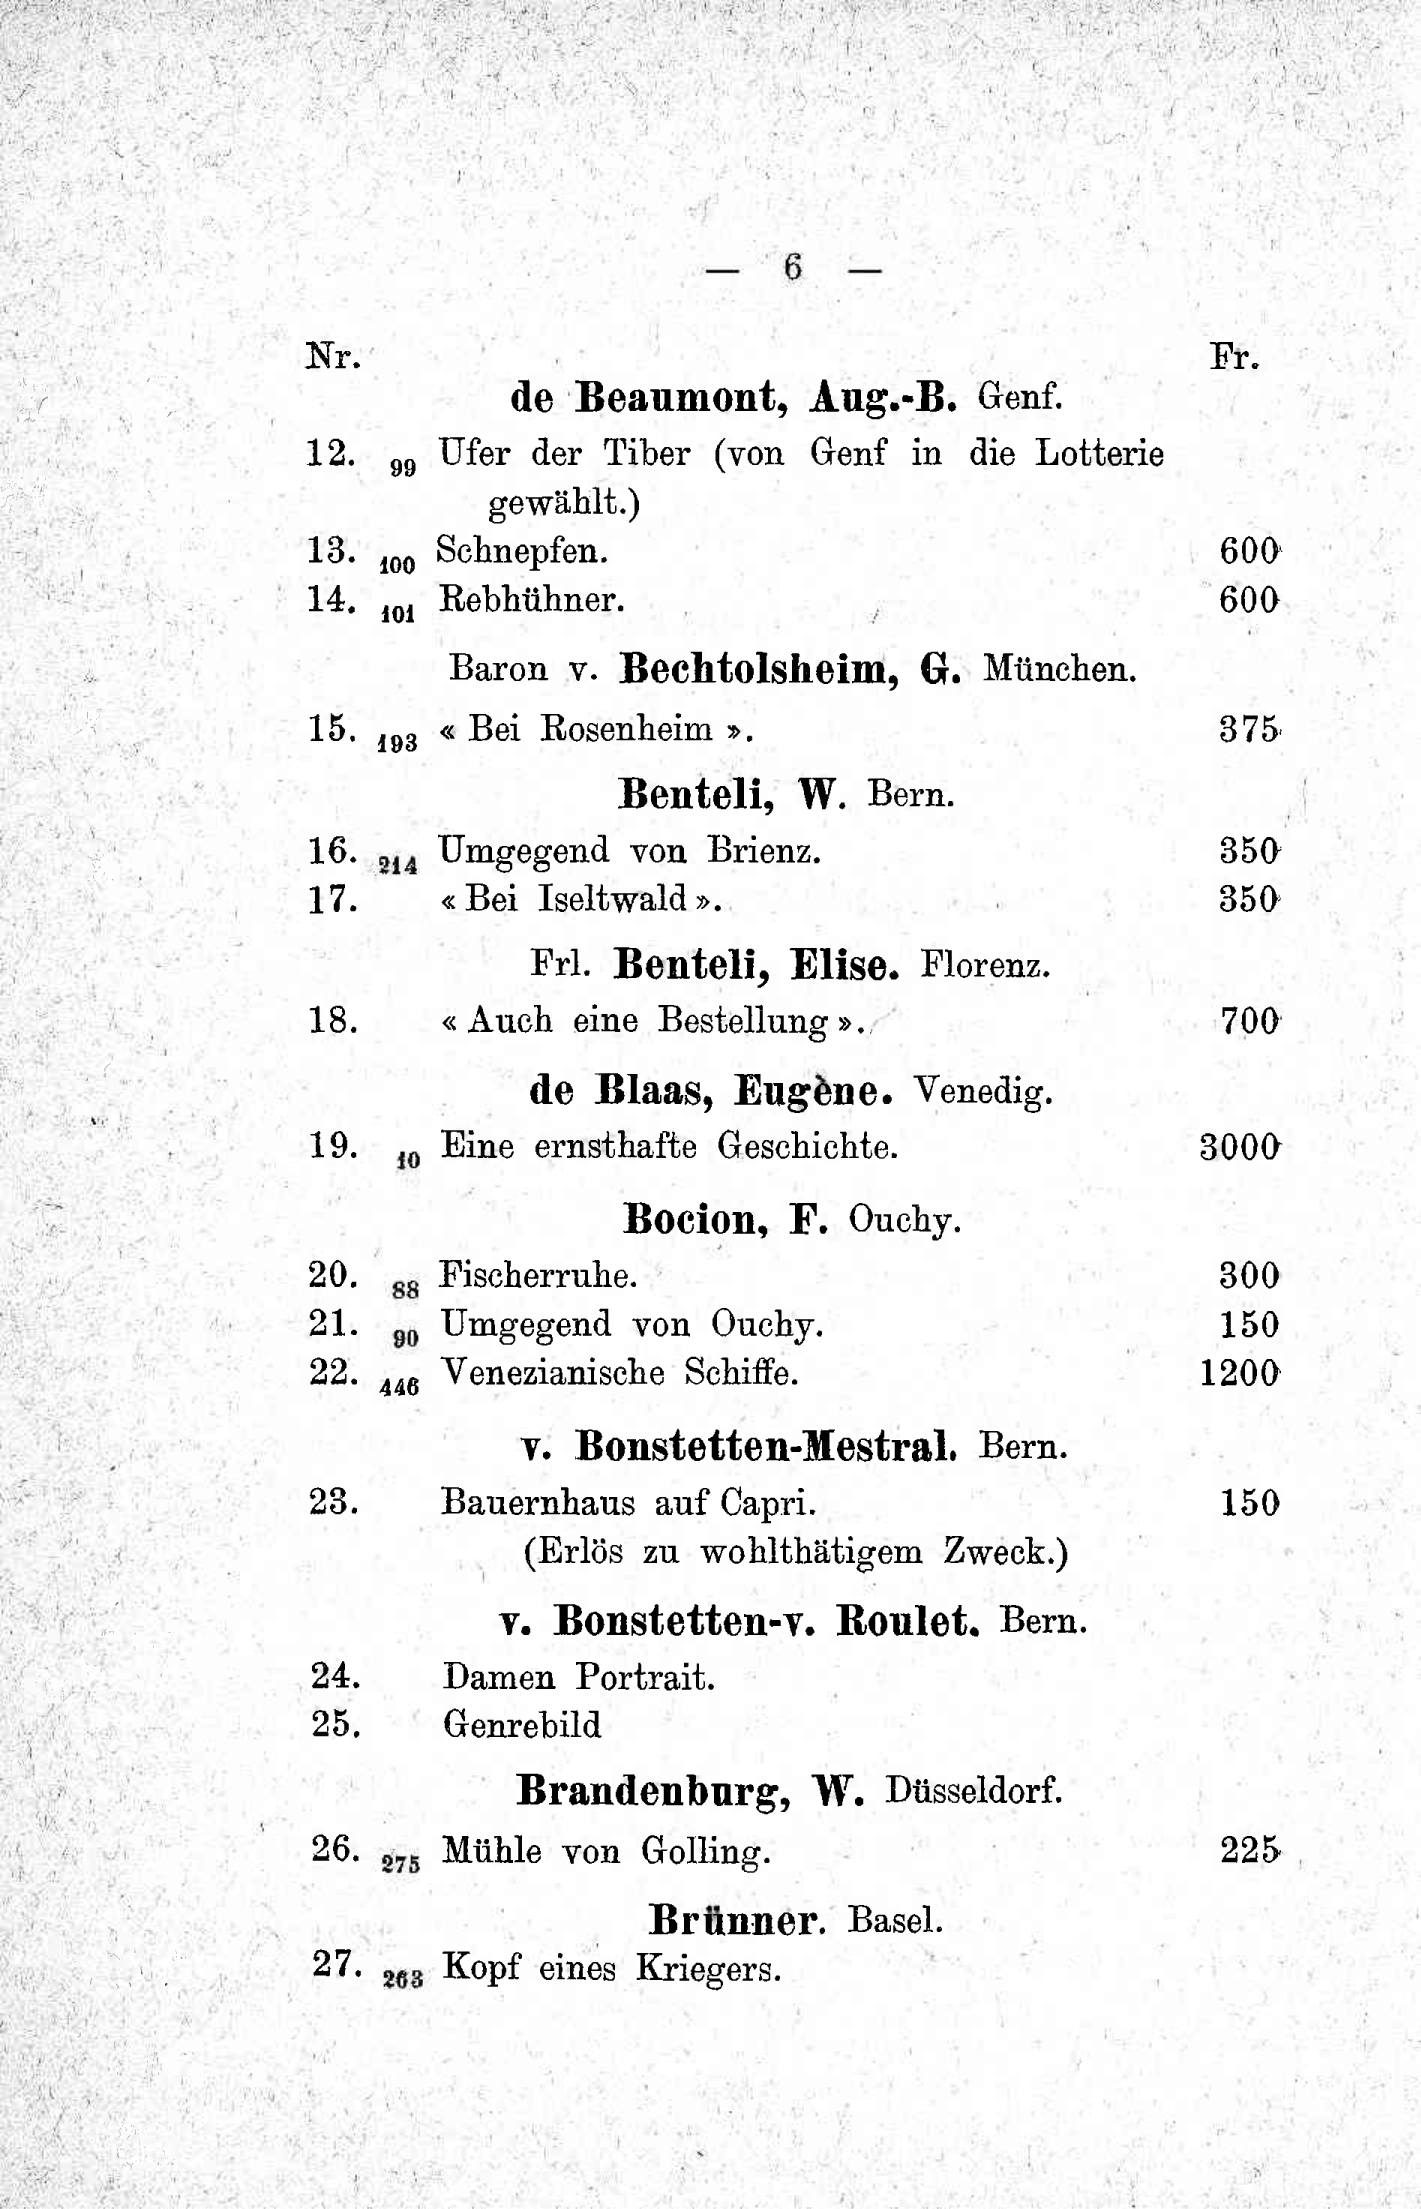 — 6 —
Nr. Fr.
de Beaumont, Aug.-B. Genf.
12. 99 Ufer der Tiber (von Genf in die Lotterie
gewählt.)
13. 100 Schnepfen. 600
14. 101 Rebhühner. 600
Baron v. Bechtolsheim, G. München.
15. 193 « Bei Rosenheim ». 375
Benteli, W. Bern.
16. 214 Umgegend von Brienz. 350
17. « Bei Iseltwald ». 350
Frl. Benteli, Elise. Florenz.
18. « Auch eine Bestellung ». 700
de Blaas, Eugène. Venedig.
19. 10 Eine ernsthafte Geschichte. 3000
Bocion, F. Ouchy.
20. 88 Fischerruhe. 300
21. 90 Umgegend von Ouchy. 150
22. 446 Venezianische Schiffe. 1200
v. Bonstetten-Mestral. Bern.
23. Bauernhaus auf Capri. 150
(Erlös zu wohlthätigem Zweck.)
v. Bonstetten-v. Roulet. Bern.
24. Damen Portrait.
25. Genrebild
Brandenburg, W. Düsseldorf.
26. 275 Mühle von Golling. 225
Brünner. Basel.
27. 263 Kopf eines Kriegers.